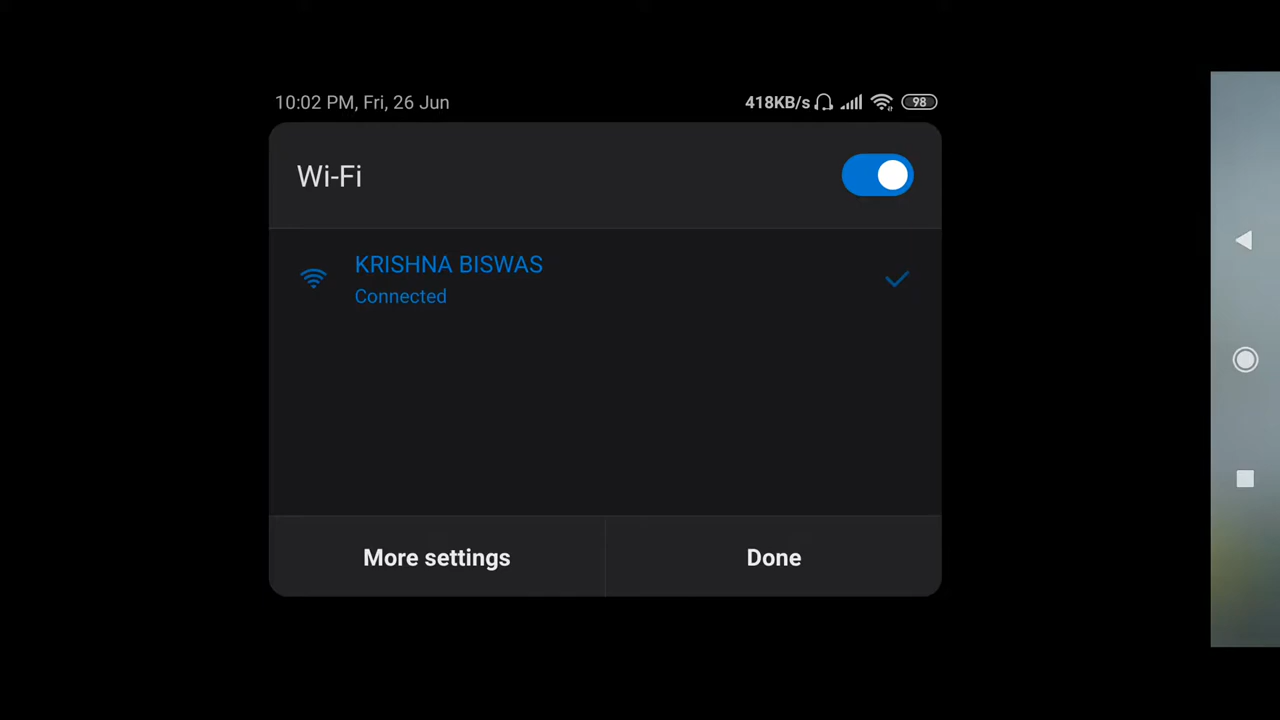 10:02 PM, Fri, 26 Jun 418KB/s 98
Wi-Fi
KRISHNA BISWAS
Connected
More settings Done